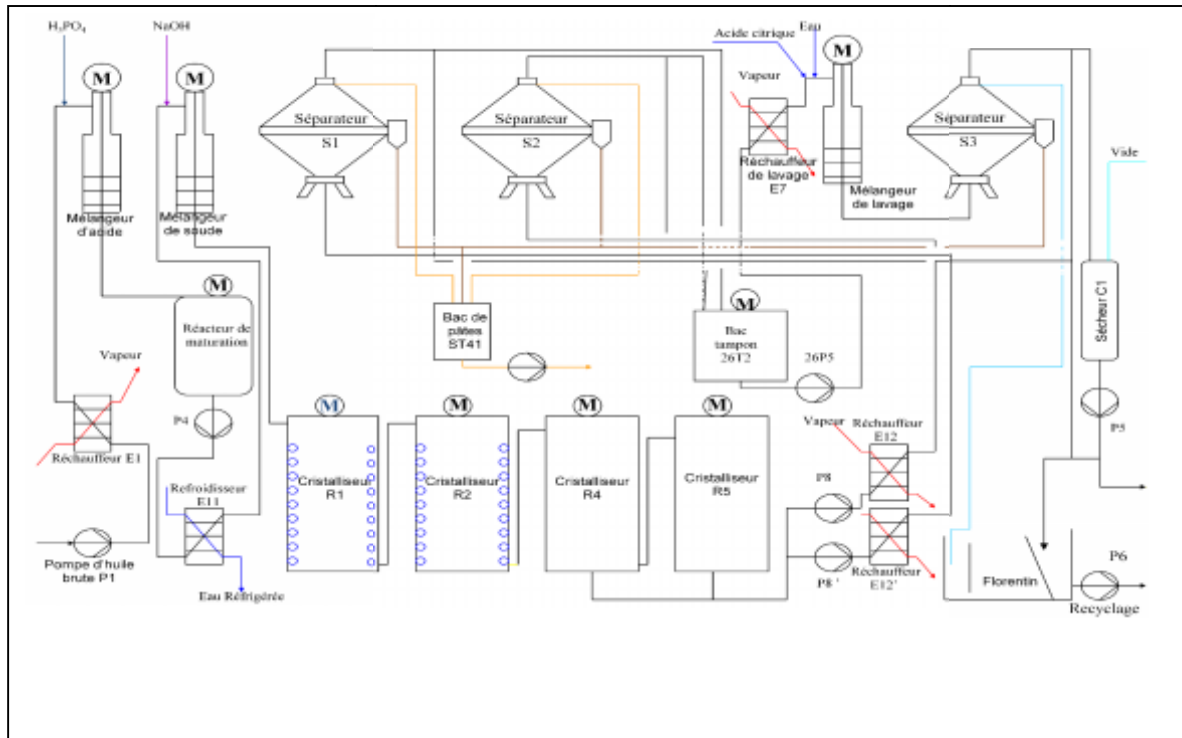 H₃PO₄
NaOH
M
M
Mélangeur
d'acide
Mélangeur
de soude
Séparateur
S1
Séparateur
S2
Acide citrique
Eau
M
Vapeur
Réchauffeur
de lavage
E7
Mélangeur
de lavage
Séparateur
S3
Vide
M
Réacteur de
maturation
Vapeur
Réchauffeur E1
P4
Refroidisseur
E11
Pompe d'huile
brute P1
Eau Réfrigérée
Bac de
pâtes
ST41
M
Bac
tampon
26T2
26P5
Sécheur C1
P5
M
Cristalliseur
R1
M
Cristalliseur
R2
M
Cristalliseur
R4
M
Cristalliseur
R5
Vapeur
Réchauffeur
E12
P8
P8 '
Réchauffeur
E12'
Florentin
P6
Recyclage